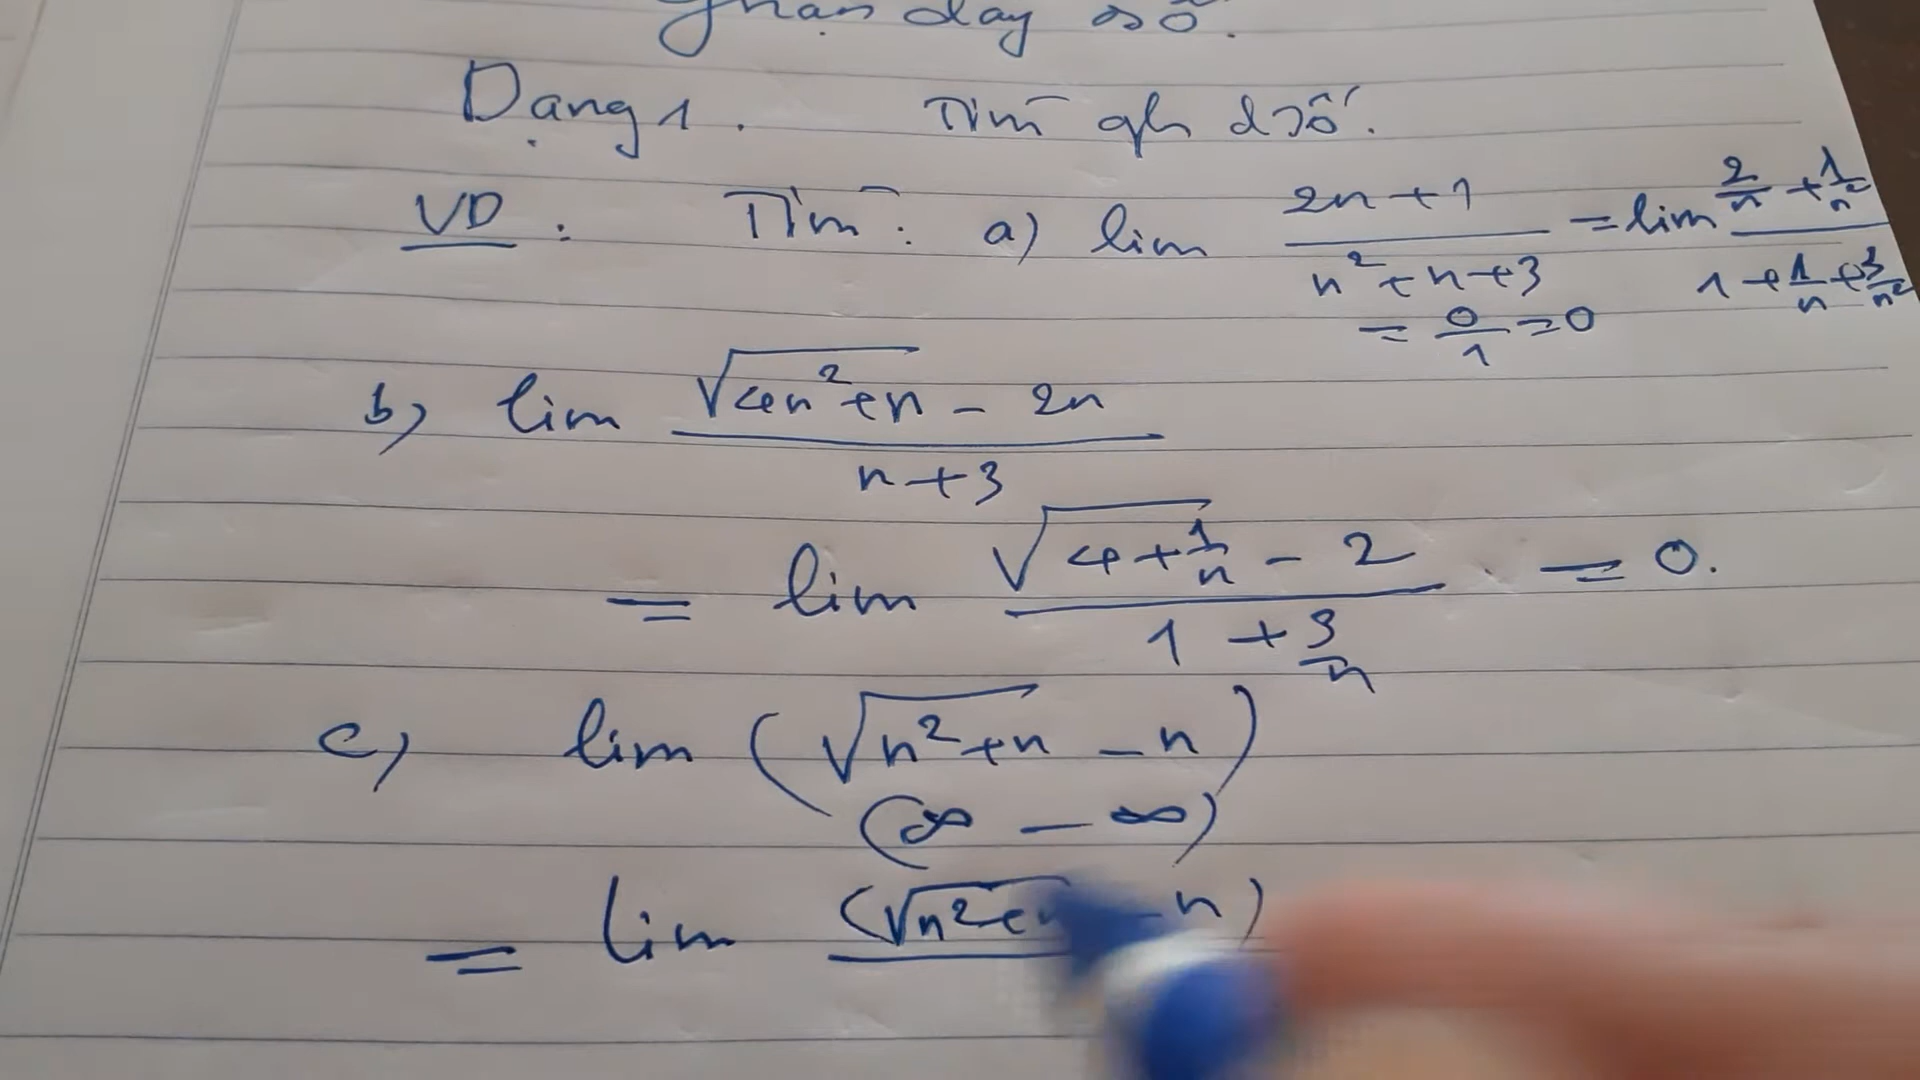 dãy số.
Dạng 1. Tìm gh dsố.
VD: Tìm: a) lim (2n+1)/(n²+n+3) = lim (2/n + 1/n²)/(1 + 1/n + 3/n²)
= 0/1 = 0
b) lim (√(4n²+n) - 2n)/(n+3)
= lim (√(4+1/n) - 2)/(1 + 3/n) = 0.
c) lim (√(n²+n) - n)
(∞ - ∞)
= lim (√n²+n - n)